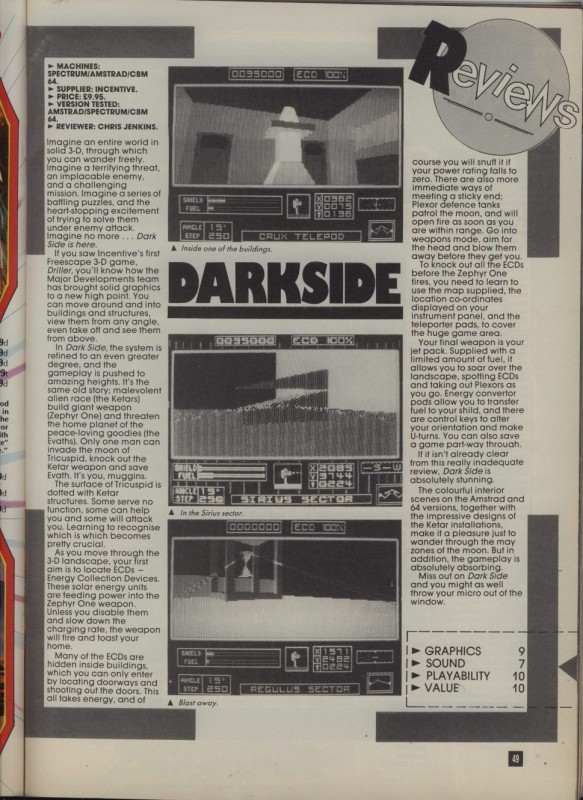 Reviews
► MACHINES:
SPECTRUM/AMSTRAD/CBM
64.
► SUPPLIER: INCENTIVE.
► PRICE: £9.95.
► VERSION TESTED:
AMSTRAD/SPECTRUM/CBM
64.
► REVIEWER: CHRIS JENKINS.
Imagine an entire world in
solid 3-D, through which
you can wander freely.
Imagine a terrifying threat,
an implacable enemy,
and a challenging
mission. Imagine a series of
baffling puzzles, and the
heart-stopping excitement
of trying to solve them
under enemy attack.
Imagine no more . . . Dark
Side is here.
If you saw Incentive's first
Freescape 3-D game,
Driller, you'll know how the
Major Developments team
has brought solid graphics
to a new high point. You
can move around and into
buildings and structures,
view them from any angle,
even take off and see them
from above.
In Dark Side, the system is
refined to an even greater
degree, and the
gameplay is pushed to
amazing heights. It's the
same old story; malevolent
alien race (the Ketars)
build giant weapon
(Zephyr One) and threaten
the home planet of the
peace-loving goodies (the
Evaths). Only one man can
invade the moon of
Tricuspid, knock out the
Ketar weapon and save
Evath. It's you, muggins.
The surface of Tricuspid is
dotted with Ketar
structures. Some serve no
function, some can help
you and some will attack
you. Learning to recognise
which is which becomes
pretty crucial.
As you move through the
3-D landscape, your first
aim is to locate ECDs —
Energy Collection Devices.
These solar energy units
are feeding power into the
Zephyr One weapon.
Unless you disable them
and slow down the
charging rate, the weapon
will fire and toast your
home.
Many of the ECDs are
hidden inside buildings,
which you can only enter
by locating doorways and
shooting out the doors. This
all takes energy, and of
0035000 ECD 100%
SHIELD
FUEL
X 0362
Y 0075
Z 0136
ANGLE 15°
STEP 250
CRUX TELEPOD
▲ Inside one of the buildings.
DARKSIDE
0035000 ECD 100%
SHIELD
FUEL
X 2085
Y 3744
Z 0224
-S-W
ANGLE 15°
STEP 250
SIRIUS SECTOR
▲ In the Sirius sector.
0000000 ECD 100%
SHIELD
FUEL
X 1571
Y 2452
Z 0224
ANGLE 15°
STEP 250
REGULUS SECTOR
▲ Blast away.
course you will snuff it if
your power rating falls to
zero. There are also more
immediate ways of
meeting a sticky end;
Plexor defence tanks
patrol the moon, and will
open fire as soon as you
are within range. Go into
weapons mode, aim for
the head and blow them
away before they get you.
To knock out all the ECDs
before the Zephyr One
fires, you need to learn to
use the map supplied, the
location co-ordinates
displayed on your
instrument panel, and the
teleporter pads, to cover
the huge game area.
Your final weapon is your
jet pack. Supplied with a
limited amount of fuel, it
allows you to soar over the
landscape, spotting ECDs
and taking out Plexors as
you go. Energy convertor
pods allow you to transfer
fuel to your shild, and there
are control keys to alter
your orientation and make
U-turns. You can also save
a game part-way through.
If it isn't already clear
from this really inadequate
review, Dark Side is
absolutely stunning.
The colourful interior
scenes on the Amstrad and
64 versions, together with
the impressive designs of
the Ketar installations,
make it a pleasure just to
wander through the may
zones of the moon. But in
addition, the gameplay is
absolutely absorbing.
Miss out on Dark Side
and you might as well
throw your micro out of the
window.
► GRAPHICS 9
► SOUND 7
► PLAYABILITY 10
► VALUE 10
49